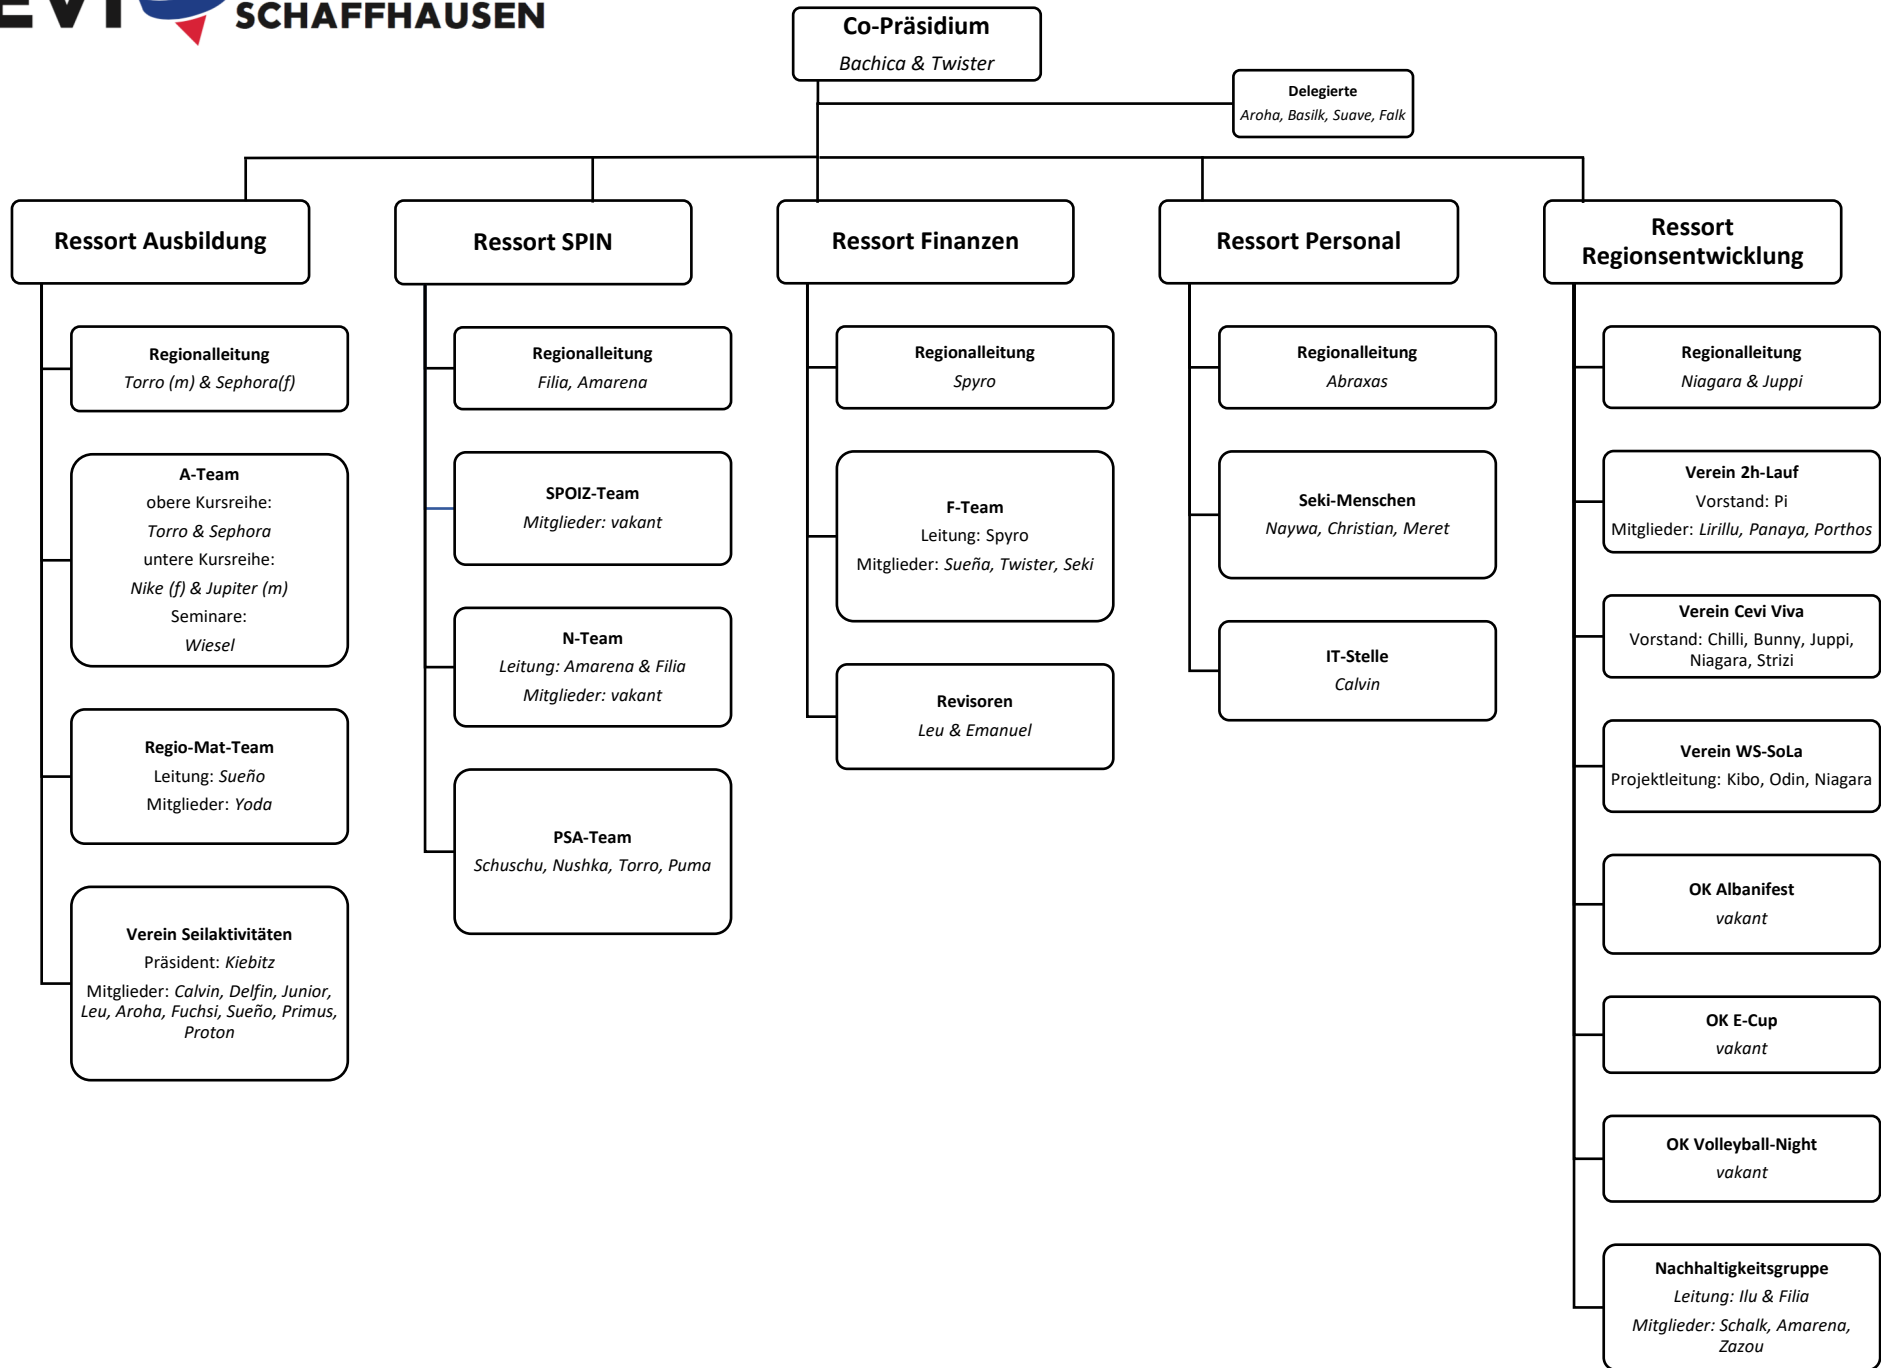 EVI
SCHAFFHAUSEN
Co-Präsidium
Bachica & Twister
Delegierte
Aroha, Basilk, Suave, Falk
Ressort Ausbildung
Regionalleitung
Torro (m) & Sephora(f)
A-Team
obere Kursreihe:
Torro & Sephora
untere Kursreihe:
Nike (f) & Jupiter (m)
Seminare:
Wiesel
Regio-Mat-Team
Leitung: Sueño
Mitglieder: Yoda
Verein Seilaktivitäten
Präsident: Kiebitz
Mitglieder: Calvin, Delfin, Junior,
Leu, Aroha, Fuchsi, Sueño, Primus,
Proton
Ressort SPIN
Regionalleitung
Filia, Amarena
SPOIZ-Team
Mitglieder: vakant
N-Team
Leitung: Amarena & Filia
Mitglieder: vakant
PSA-Team
Schuschu, Nushka, Torro, Puma
Ressort Finanzen
Regionalleitung
Spyro
F-Team
Leitung: Spyro
Mitglieder: Sueña, Twister, Seki
Revisoren
Leu & Emanuel
Ressort Personal
Regionalleitung
Abraxas
Seki-Menschen
Naywa, Christian, Meret
IT-Stelle
Calvin
Ressort
Regionsentwicklung
Regionalleitung
Niagara & Juppi
Verein 2h-Lauf
Vorstand: Pi
Mitglieder: Lirillu, Panaya, Porthos
Verein Cevi Viva
Vorstand: Chilli, Bunny, Juppi,
Niagara, Strizi
Verein WS-SoLa
Projektleitung: Kibo, Odin, Niagara
OK Albanifest
vakant
OK E-Cup
vakant
OK Volleyball-Night
vakant
Nachhaltigkeitsgruppe
Leitung: Ilu & Filia
Mitglieder: Schalk, Amarena,
Zazou